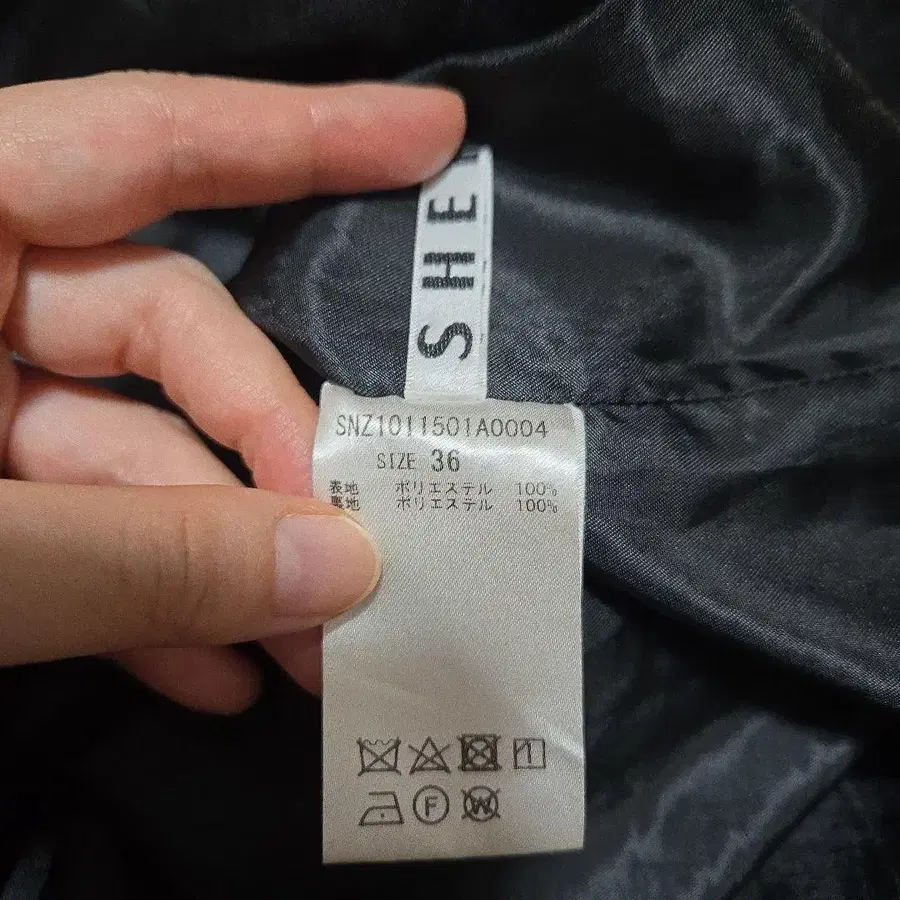 SHE
SNZ1011501A0004
SIZE 36
表地 ポリエステル 100%
裏地 ポリエステル 100%
F
W